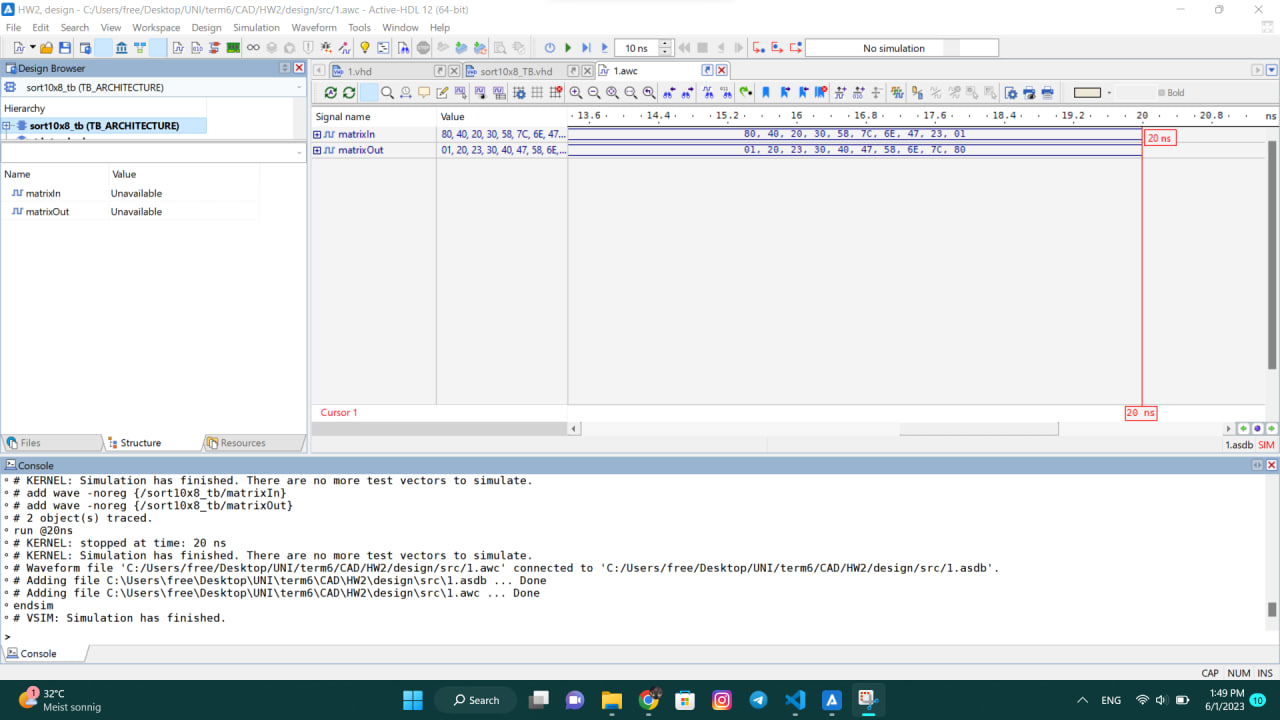 HW2, design - C:/Users/free/Desktop/UNI/term6/CAD/HW2/design/src/1.awc - Active-HDL 12 (64-bit)
File Edit Search View Workspace Design Simulation Waveform Tools Window Help
10 ns No simulation
Design Browser
sort10x8_tb (TB_ARCHITECTURE)
Hierarchy
sort10x8_tb (TB_ARCHITECTURE)
Name Value
matrixIn Unavailable
matrixOut Unavailable
Files Structure Resources
1.vhd sort10x8_TB.vhd 1.awc
Bold
Signal name Value 13.6 14.4 15.2 16 16.8 17.6 18.4 19.2 20 20.8 ns
matrixIn 80, 40, 20, 30, 58, 7C, 6E, 47... 80, 40, 20, 30, 58, 7C, 6E, 47, 23, 01 20 ns
matrixOut 01, 20, 23, 30, 40, 47, 58, 6E,... 01, 20, 23, 30, 40, 47, 58, 6E, 7C, 80
Cursor 1 20 ns
1.asdb SIM
Console
# KERNEL: Simulation has finished. There are no more test vectors to simulate.
# add wave -noreg {/sort10x8_tb/matrixIn}
# add wave -noreg {/sort10x8_tb/matrixOut}
# 2 object(s) traced.
run @20ns
# KERNEL: stopped at time: 20 ns
# KERNEL: Simulation has finished. There are no more test vectors to simulate.
# Waveform file 'C:/Users/free/Desktop/UNI/term6/CAD/HW2/design/src/1.awc' connected to 'C:/Users/free/Desktop/UNI/term6/CAD/HW2/design/src/1.asdb'.
# Adding file C:\Users\free\Desktop\UNI\term6\CAD\HW2\design\src\1.asdb ... Done
# Adding file C:\Users\free\Desktop\UNI\term6\CAD\HW2\design\src\1.awc ... Done
endsim
# VSIM: Simulation has finished.
>
Console
CAP NUM INS
1 32°C
Meist sonnig
Search
ENG
1:49 PM
6/1/2023
10